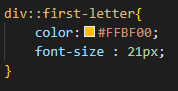 div::first-letter{
color:#FFBF00;
font-size : 21px;
}